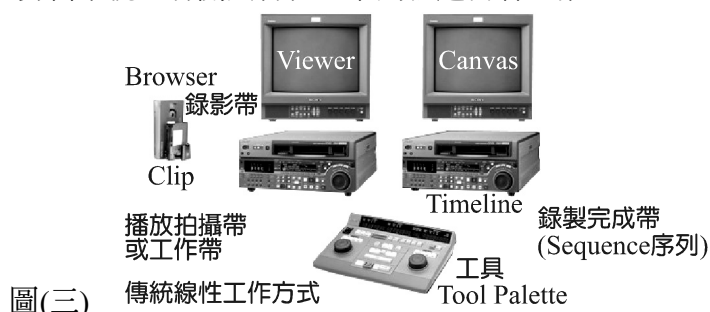 Viewer
Canvas
Browser
錄影帶
Clip
Timeline
播放拍攝帶
或工作帶
錄製完成帶
(Sequence序列)
工具
Tool Palette
傳統線性工作方式
圖(三)